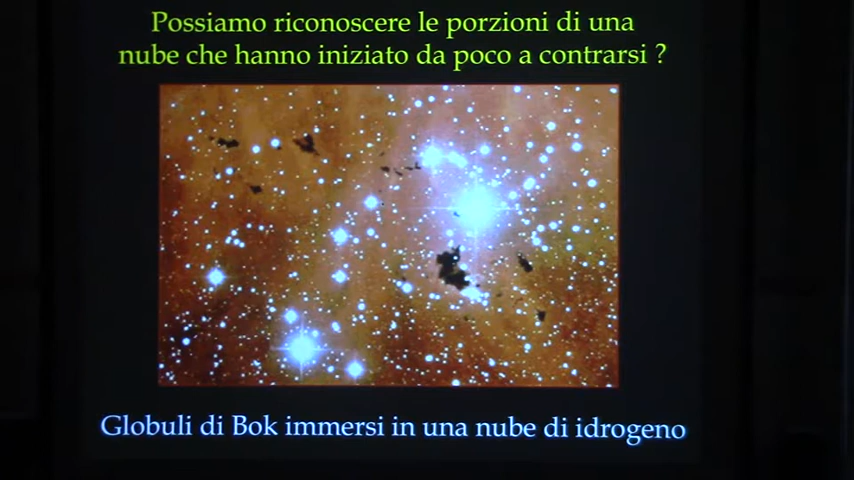 Possiamo riconoscere le porzioni di una
nube che hanno iniziato da poco a contrarsi ?
Globuli di Bok immersi in una nube di idrogeno